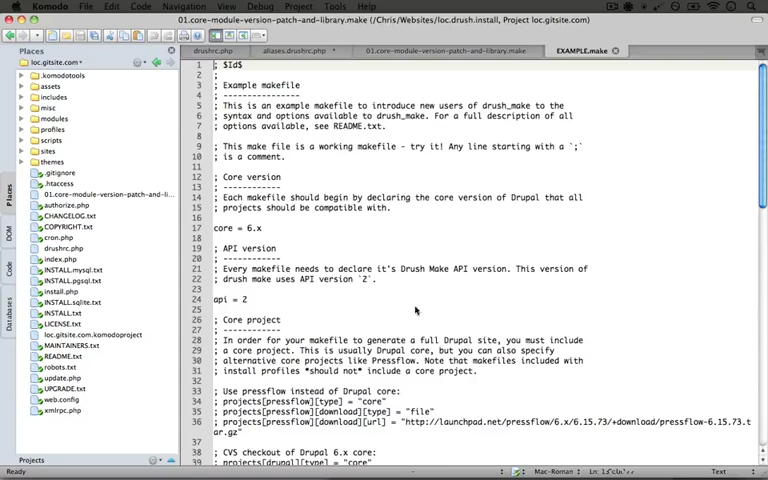 Komodo File Edit Code Navigation View Debug Project Tools Window Help
01.core-module-version-patch-and-library.make (/Chris/Websites/loc.drush.install, Project loc.gitsite.com)
Places
drushrc.php
aliases.drushrc.php *
01.core-module-version-patch-and-library.make
EXAMPLE.make
loc.gitsite.com
.komodotools
assets
includes
misc
modules
profiles
scripts
sites
themes
.gitignore
.htaccess
01.core-module-version-patch-and-li...
authorize.php
CHANGELOG.txt
COPYRIGHT.txt
cron.php
drushrc.php
index.php
INSTALL.mysql.txt
INSTALL.pgsql.txt
install.php
INSTALL.sqlite.txt
INSTALL.txt
LICENSE.txt
loc.gitsite.com.komodoproject
MAINTAINERS.txt
README.txt
robots.txt
update.php
UPGRADE.txt
web.config
xmlrpc.php
Places
DOM
Code
Databases
1 ; $Id$
2 ;
3 ; Example makefile
4 ; ----------------
5 ; This is an example makefile to introduce new users of drush_make to the
6 ; syntax and options available to drush_make. For a full description of all
7 ; options available, see README.txt.
8
9 ; This make file is a working makefile - try it! Any line starting with a `;`
10 ; is a comment.
11
12 ; Core version
13 ; ------------
14 ; Each makefile should begin by declaring the core version of Drupal that all
15 ; projects should be compatible with.
16
17 core = 6.x
18
19 ; API version
20 ; ------------
21 ; Every makefile needs to declare it's Drush Make API version. This version of
22 ; drush make uses API version `2`.
23
24 api = 2
25
26 ; Core project
27 ; ------------
28 ; In order for your makefile to generate a full Drupal site, you must include
29 ; a core project. This is usually Drupal core, but you can also specify
30 ; alternative core projects like Pressflow. Note that makefiles included with
31 ; install profiles *should not* include a core project.
32
33 ; Use pressflow instead of Drupal core:
34 ; projects[pressflow][type] = "core"
35 ; projects[pressflow][download][type] = "file"
36 ; projects[pressflow][download][url] = "http://launchpad.net/pressflow/6.x/6.15.73/+download/pressflow-6.15.73.t
ar.gz"
37
38 ; CVS checkout of Drupal 6.x core:
39 ; projects[drupal][type] = "core"
Projects
Ready
Mac-Roman
Text